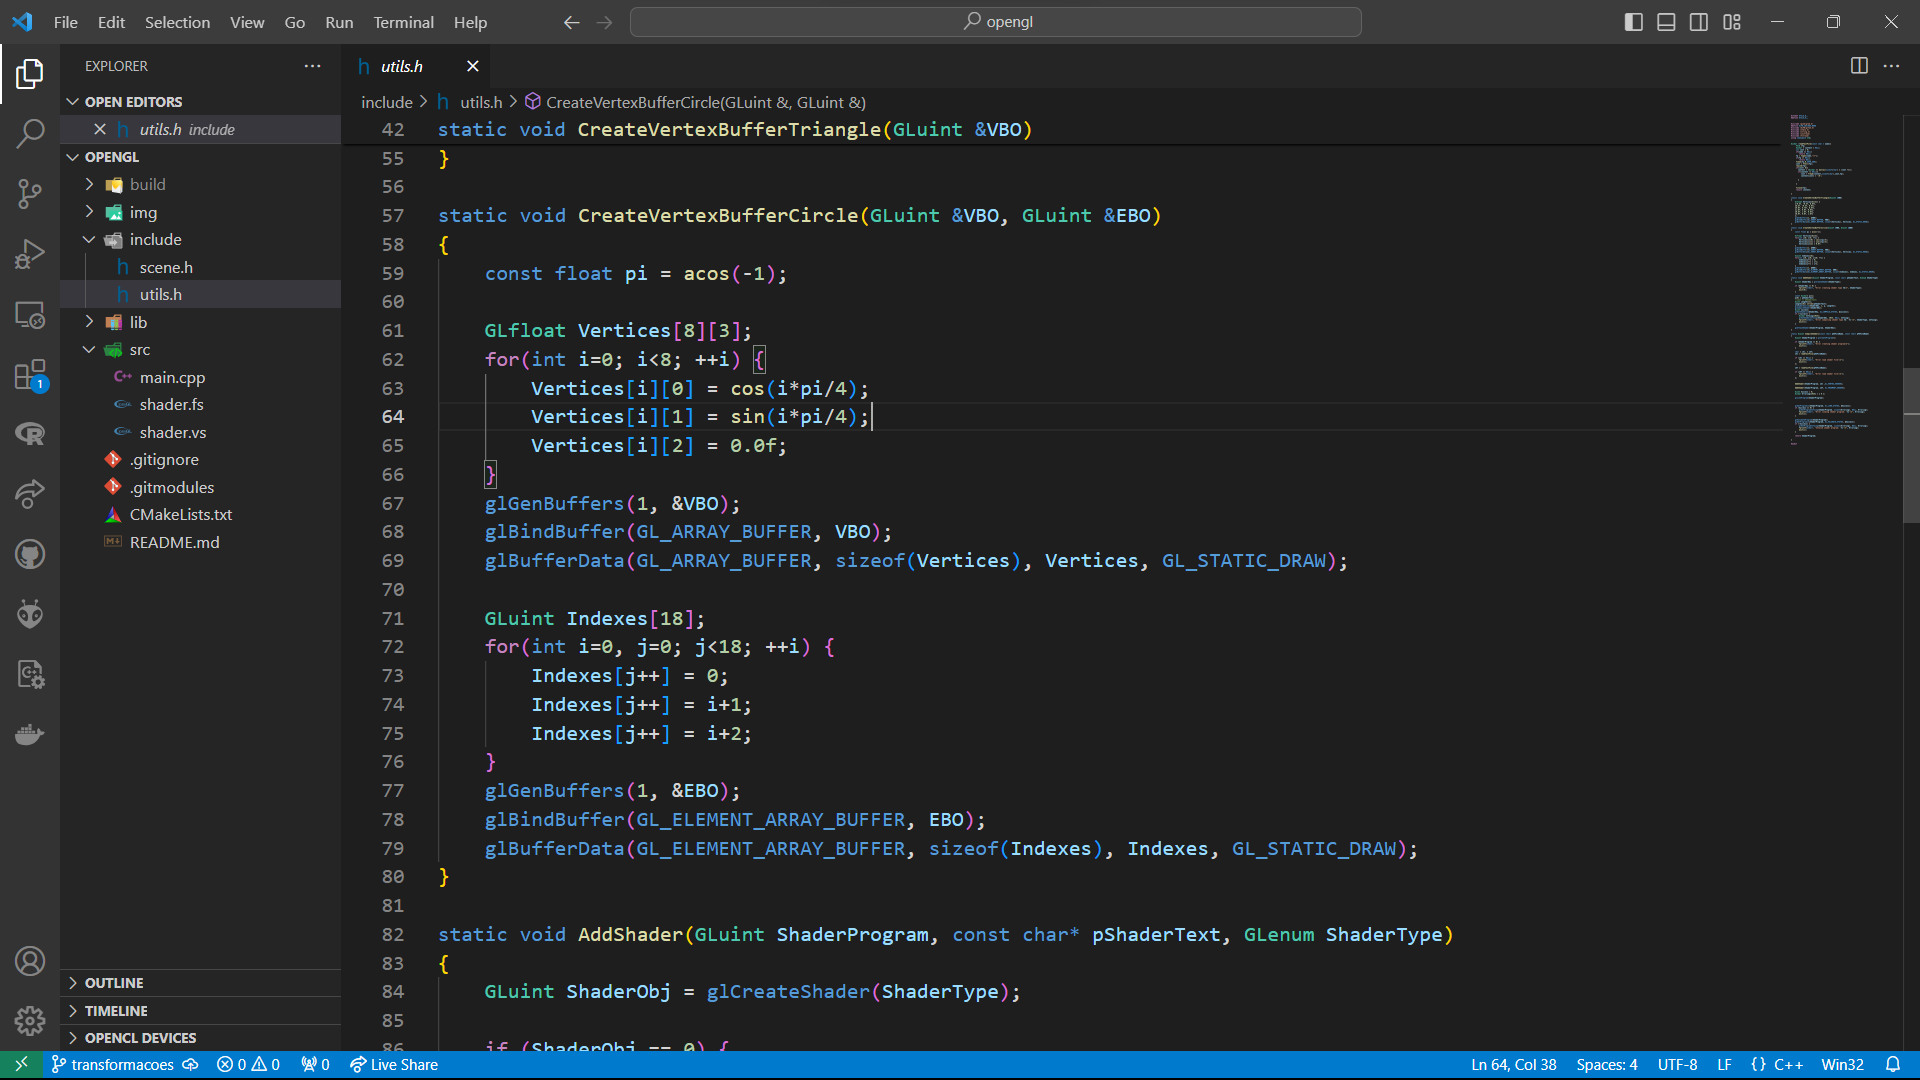 File Edit Selection View Go Run Terminal Help
opengl
EXPLORER
OPEN EDITORS
utils.h include
OPENGL
build
img
include
scene.h
utils.h
lib
src
main.cpp
shader.fs
shader.vs
.gitignore
.gitmodules
CMakeLists.txt
README.md
OUTLINE
TIMELINE
OPENCL DEVICES
1
utils.h
include > utils.h > CreateVertexBufferCircle(GLuint &, GLuint &)
42 static void CreateVertexBufferTriangle(GLuint &VBO)
55 }
56
57 static void CreateVertexBufferCircle(GLuint &VBO, GLuint &EBO)
58 {
59     const float pi = acos(-1);
60
61     GLfloat Vertices[8][3];
62     for(int i=0; i<8; ++i) {
63         Vertices[i][0] = cos(i*pi/4);
64         Vertices[i][1] = sin(i*pi/4);
65         Vertices[i][2] = 0.0f;
66     }
67     glGenBuffers(1, &VBO);
68     glBindBuffer(GL_ARRAY_BUFFER, VBO);
69     glBufferData(GL_ARRAY_BUFFER, sizeof(Vertices), Vertices, GL_STATIC_DRAW);
70
71     GLuint Indexes[18];
72     for(int i=0, j=0; j<18; ++i) {
73         Indexes[j++] = 0;
74         Indexes[j++] = i+1;
75         Indexes[j++] = i+2;
76     }
77     glGenBuffers(1, &EBO);
78     glBindBuffer(GL_ELEMENT_ARRAY_BUFFER, EBO);
79     glBufferData(GL_ELEMENT_ARRAY_BUFFER, sizeof(Indexes), Indexes, GL_STATIC_DRAW);
80 }
81
82 static void AddShader(GLuint ShaderProgram, const char* pShaderText, GLenum ShaderType)
83 {
84     GLuint ShaderObj = glCreateShader(ShaderType);
85
86     if (ShaderObj == 0) {
transformacoes 0 0 0 Live Share Ln 64, Col 38 Spaces: 4 UTF-8 LF {} C++ Win32